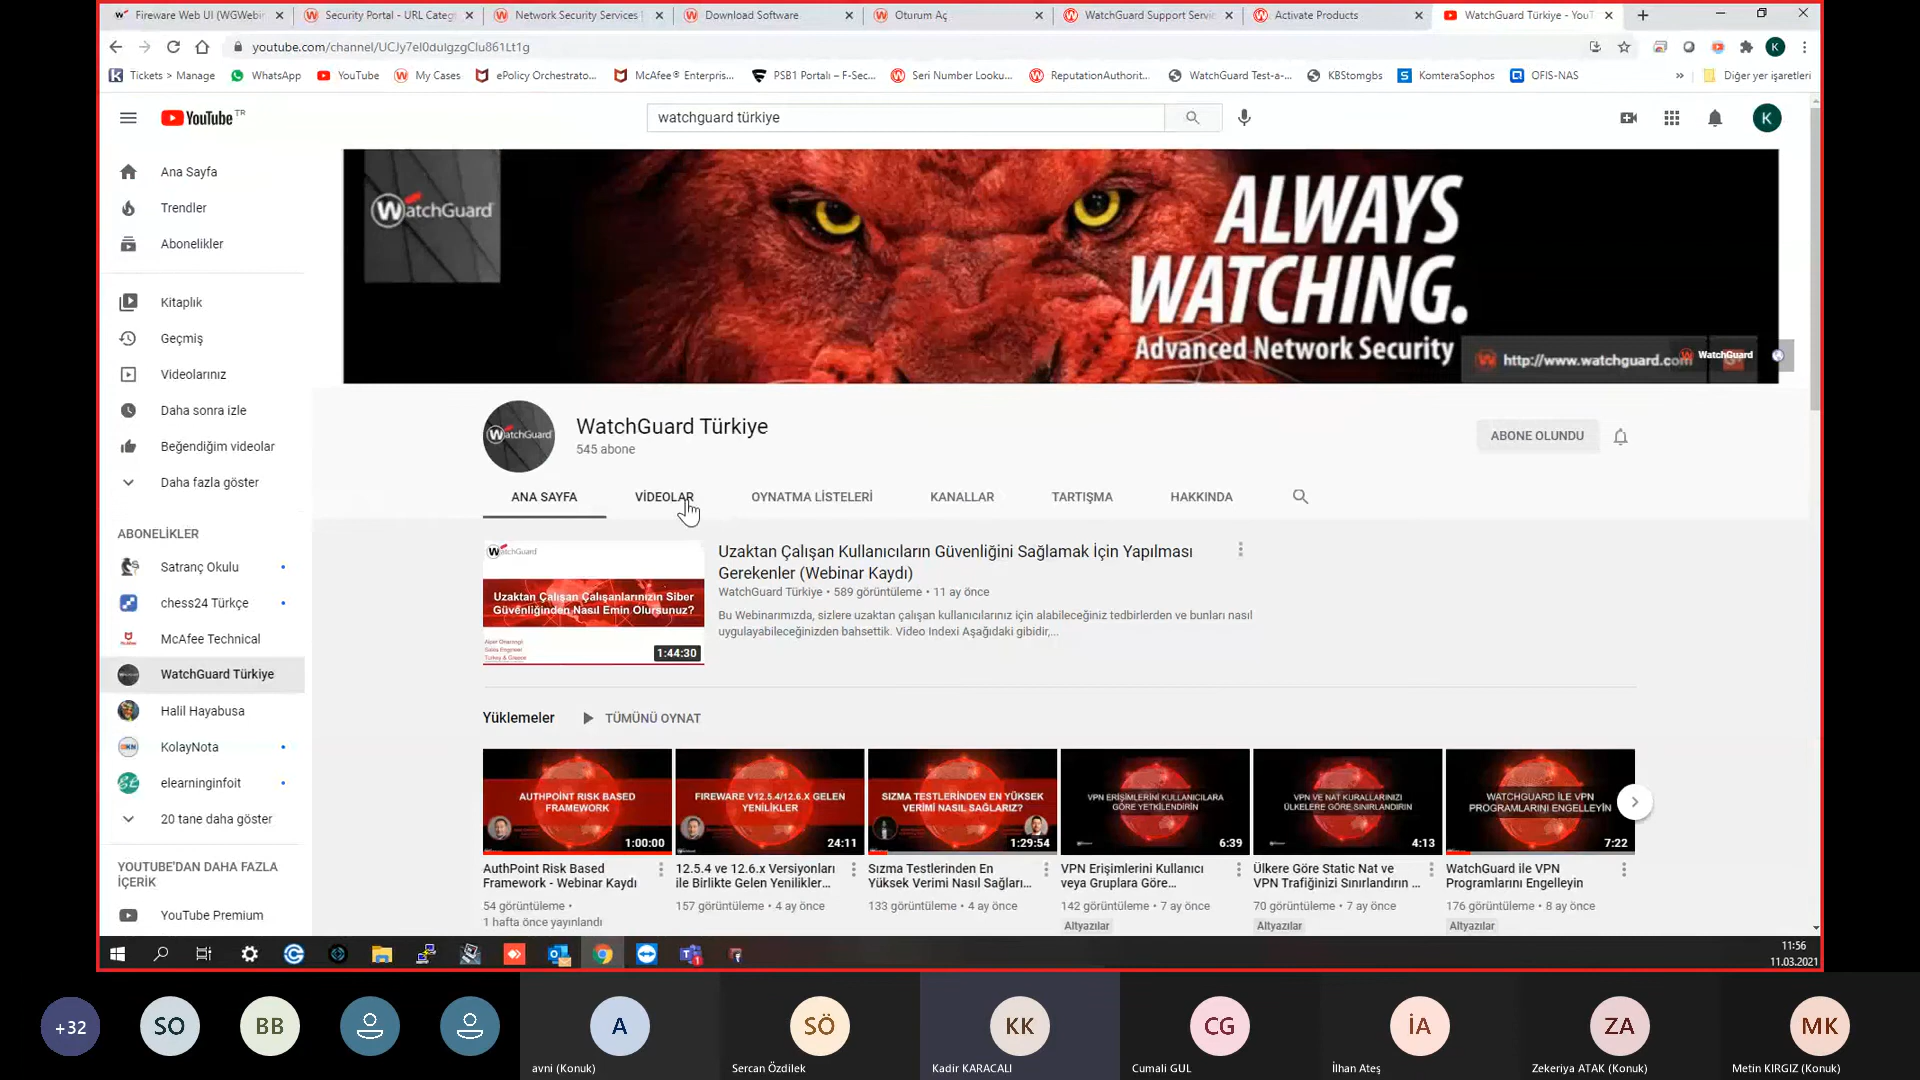 Fireware Web UI (WGWebin
Security Portal - URL Categ
Network Security Services |
Download Software
Oturum Aç
WatchGuard Support Servic
Activate Products
WatchGuard Türkiye - YouT
youtube.com/channel/UCJy7el0dulgzgClu861Lt1g
Tickets > Manage
WhatsApp
YouTube
My Cases
ePolicy Orchestrato...
McAfee® Enterpris...
PSB1 Portalı – F-Sec...
Seri Number Looku...
ReputationAuthorit...
WatchGuard Test-a-...
KBStorngbs
KomteraSophos
OFIS-NAS
»
Diğer yer işaretleri
YouTube TR
watchguard türkiye
K
Ana Sayfa
Trendler
Abonelikler
Kitaplık
Geçmiş
Videolarınız
Daha sonra izle
Beğendiğim videolar
Daha fazla göster
ABONELİKLER
Satranç Okulu
chess24 Türkçe
McAfee Technical
WatchGuard Türkiye
Halil Hayabusa
KolayNota
elearninginfoit
20 tane daha göster
YOUTUBE'DAN DAHA FAZLA
İÇERİK
YouTube Premium
WatchGuard
ALWAYS
WATCHING.
Advanced Network Security
http://www.watchguard.com
WatchGuard
WatchGuard
WatchGuard Türkiye
545 abone
ABONE OLUNDU
ANA SAYFA
VİDEOLAR
OYNATMA LİSTELERİ
KANALLAR
TARTIŞMA
HAKKINDA
WatchGuard
Uzaktan Çalışan Çalışanlarınızın Siber
Güvenliğinden Nasıl Emin Olursunuz?
Sales Engineer
Turkey & Greece
1:44:30
Uzaktan Çalışan Kullanıcıların Güvenliğini Sağlamak İçin Yapılması
Gerekenler (Webinar Kaydı)
WatchGuard Türkiye • 589 görüntüleme • 11 ay önce
Bu Webinarımızda, sizlere uzaktan çalışan kullanıcılarınız için alabileceğiniz tedbirlerden ve bunları nasıl
uygulayabileceğinizden bahsettik. Video Indexi Aşağıdaki gibidir,...
Yüklemeler
TÜMÜNÜ OYNAT
AUTHPOİNT RISK BASED
FRAMEWORK
1:00:00
AuthPoint Risk Based
Framework - Webinar Kaydı
54 görüntüleme •
1 hafta önce yayınlandı
FIREWARE V12.5.4/12.6.X GELEN
YENİLİKLER
24:11
12.5.4 ve 12.6.x Versiyonları
ile Birlikte Gelen Yenilikler...
157 görüntüleme • 4 ay önce
SIZMA TESTLERİNDEN EN YÜKSEK
VERİMİ NASIL SAĞLARIZ?
1:29:54
Sızma Testlerinden En
Yüksek Verimi Nasıl Sağları...
133 görüntüleme • 4 ay önce
VPN ERİŞİMLERİNİ KULLANICILARA
GÖRE YETKİLENDİRİN
6:39
VPN Erişimlerini Kullanıcı
veya Gruplara Göre...
142 görüntüleme • 7 ay önce
Altyazılar
VPN VE NAT KURALLARINIZI
ÜLKELERE GÖRE SINIRLANDIRIN
4:13
Ülkere Göre Static Nat ve
VPN Trafiğinizi Sınırlandırın ...
70 görüntüleme • 7 ay önce
Altyazılar
WATCHGUARD İLE VPN
PROGRAMLARINI ENGELLEYİN
7:22
WatchGuard ile VPN
Programlarını Engelleyin
176 görüntüleme • 8 ay önce
Altyazılar
11:56
11.03.2021
+32
SO
BB
A
avni (Konuk)
SÖ
Sercan Özdilek
KK
Kadir KARACALI
CG
Cumali GUL
İA
İlhan Ateş
ZA
Zekeriya ATAK (Konuk)
MK
Metin KIRGIZ (Konuk)